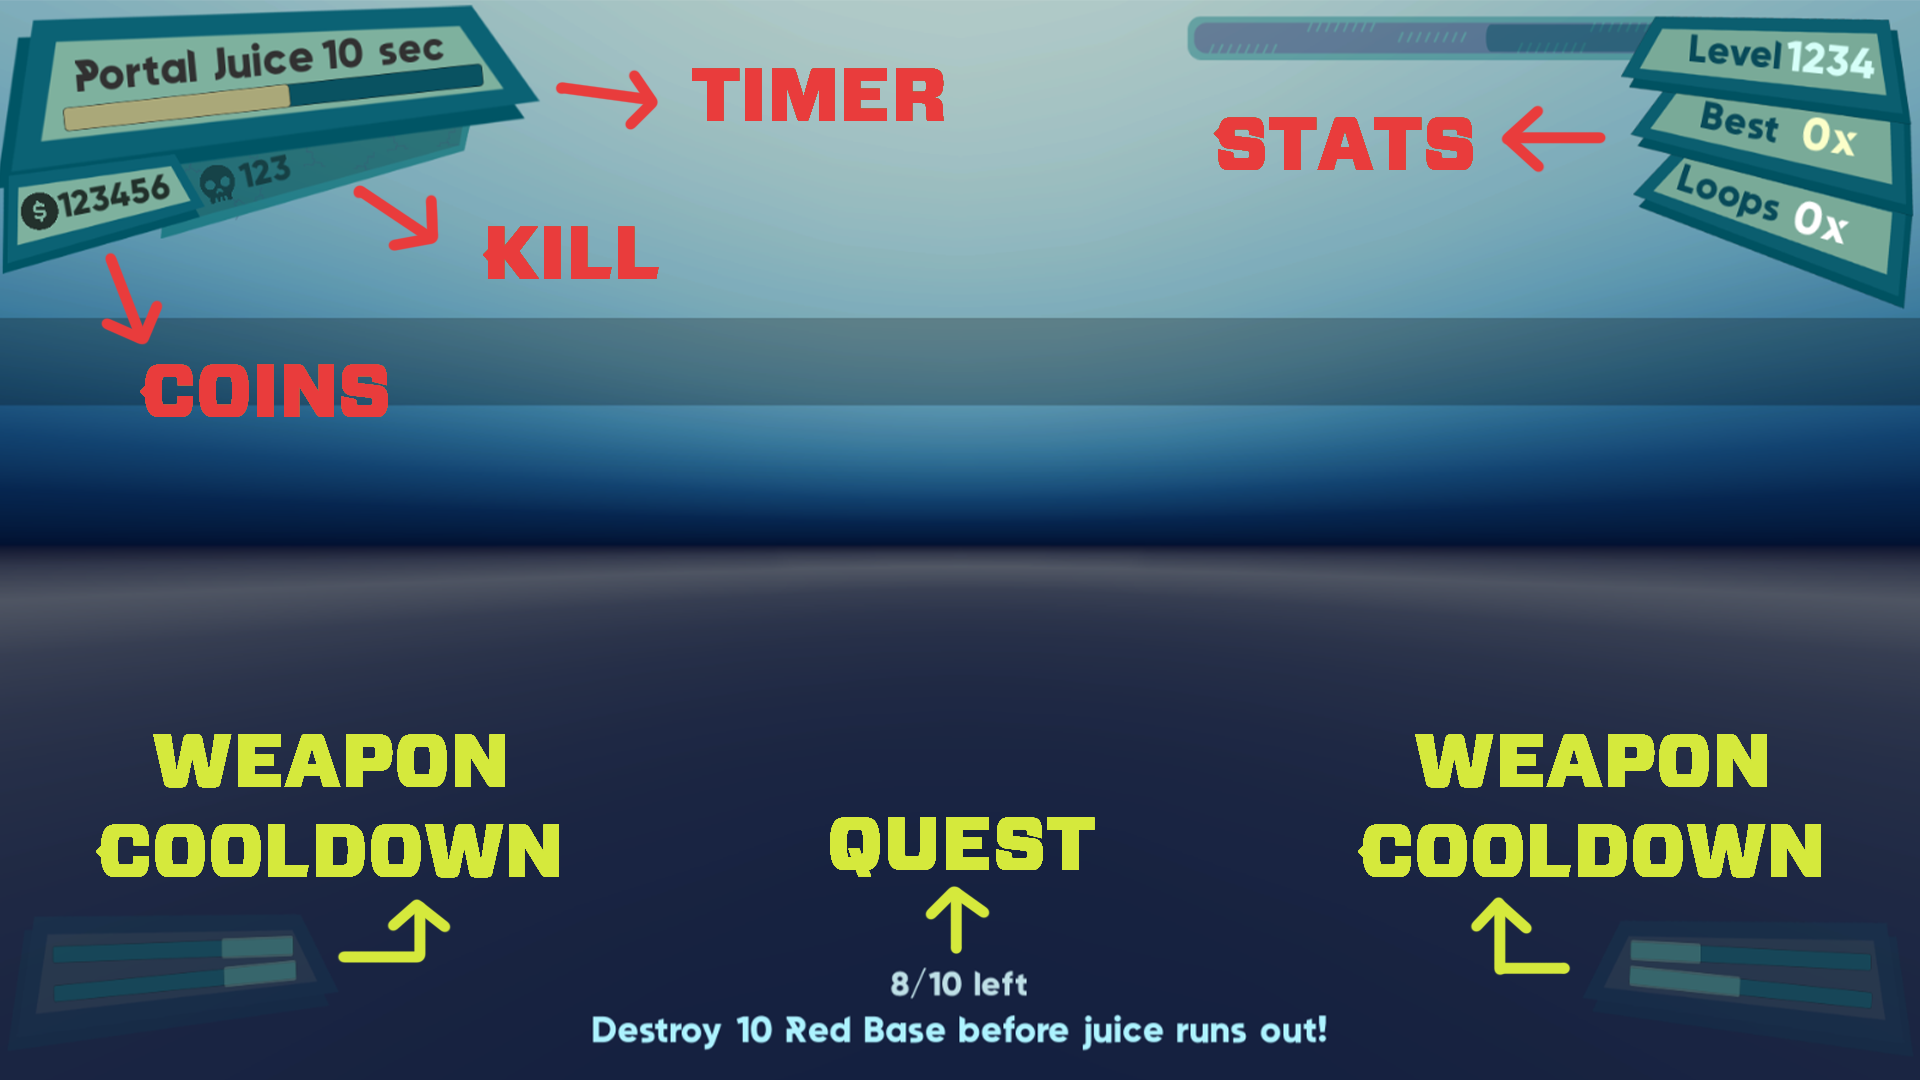 Portal Juice 10 sec
$ 123456
123
TIMER
KILL
COINS
STATS
Level 1234
Best 0x
Loops 0x
WEAPON
COOLDOWN
QUEST
WEAPON
COOLDOWN
8/10 left
Destroy 10 Red Base before juice runs out!